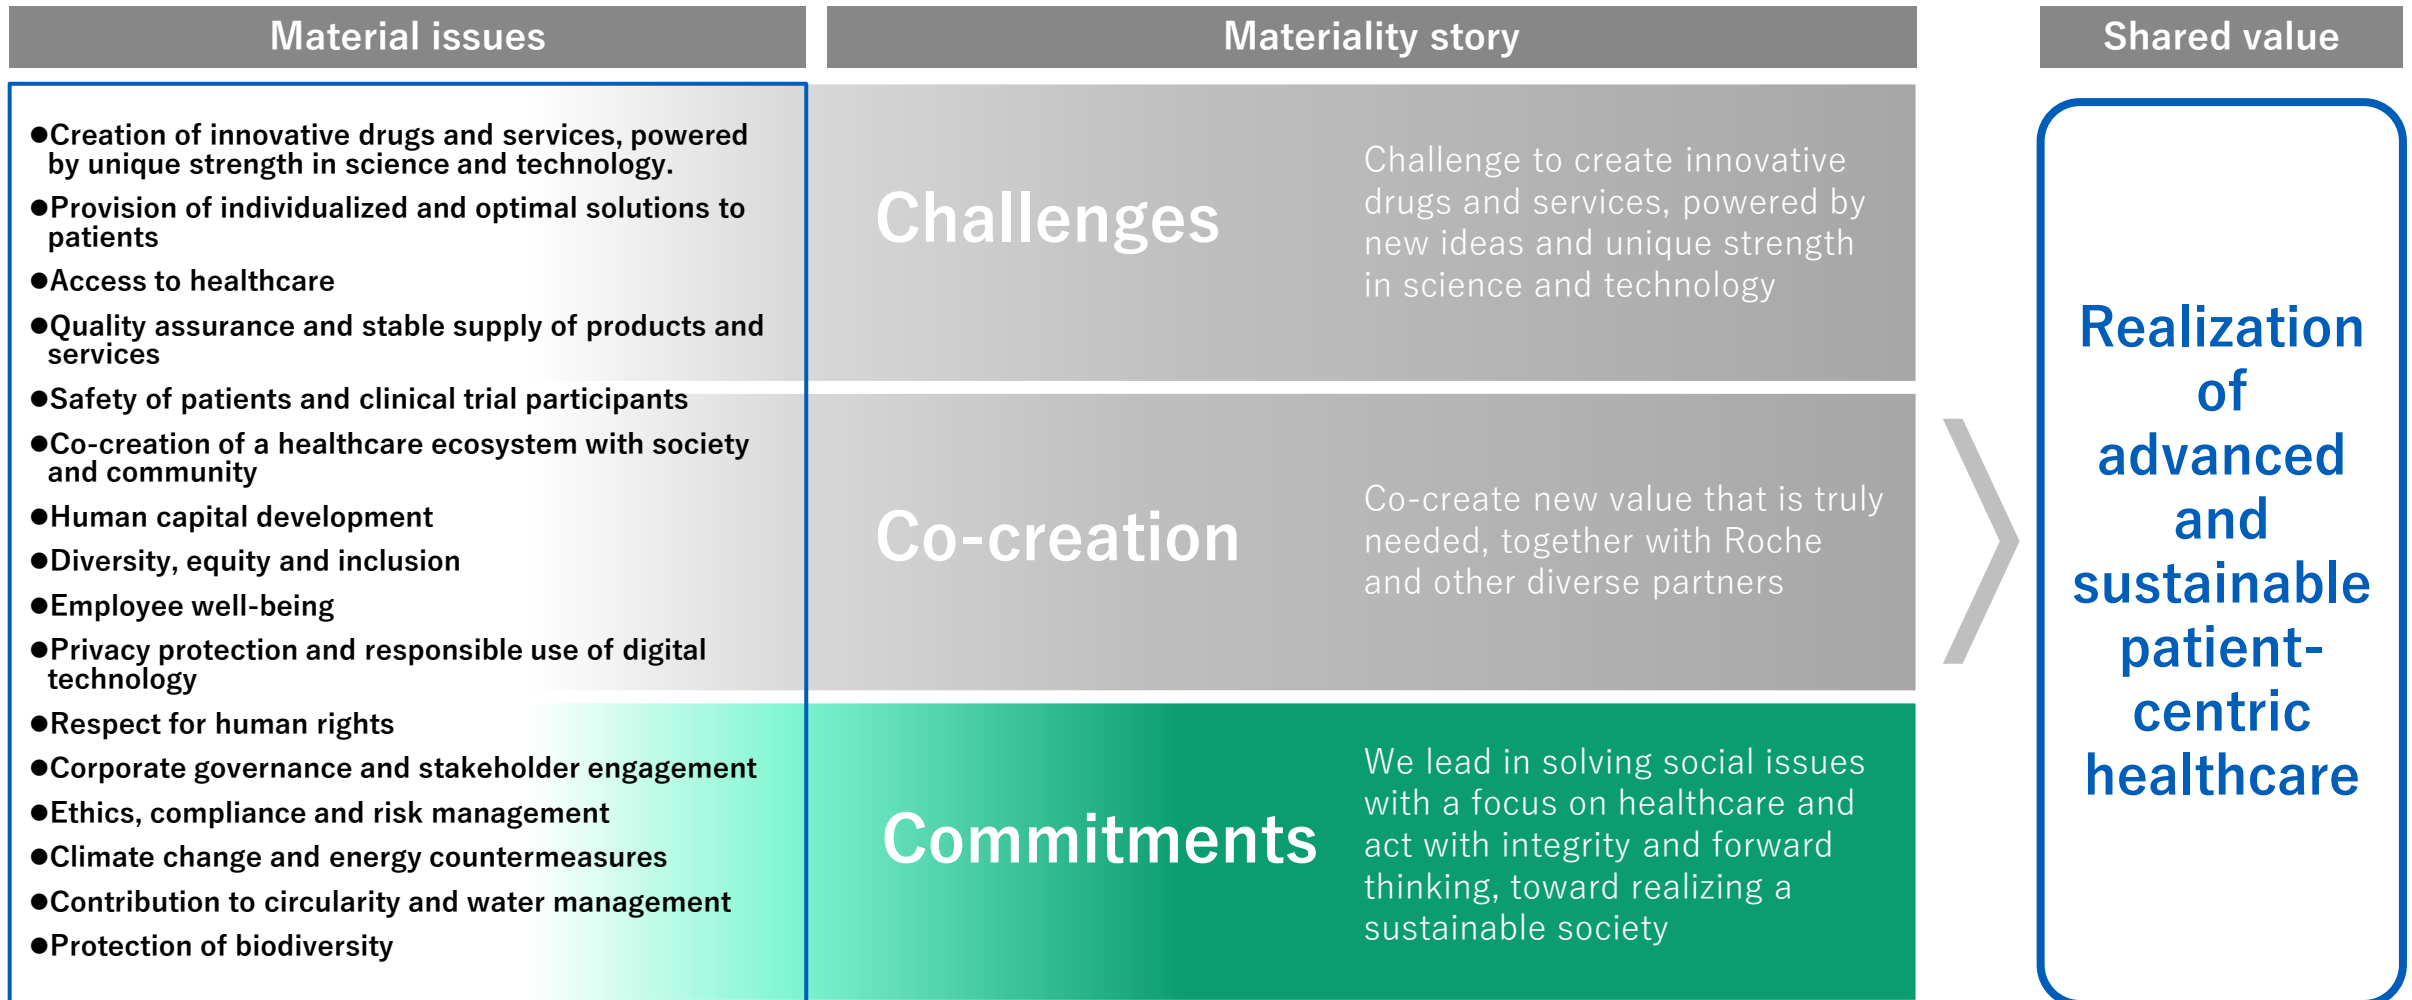 Material issues
Materiality story
Shared value
●Creation of innovative drugs and services, powered
by unique strength in science and technology.
●Provision of individualized and optimal solutions to
patients
●Access to healthcare
●Quality assurance and stable supply of products and
services
●Safety of patients and clinical trial participants
●Co-creation of a healthcare ecosystem with society
and community
●Human capital development
●Diversity, equity and inclusion
●Employee well-being
●Privacy protection and responsible use of digital
technology
●Respect for human rights
●Corporate governance and stakeholder engagement
●Ethics, compliance and risk management
●Climate change and energy countermeasures
●Contribution to circularity and water management
●Protection of biodiversity
Challenges
Challenge to create innovative
drugs and services, powered by
new ideas and unique strength
in science and technology
Co-creation
Co-create new value that is truly
needed, together with Roche
and other diverse partners
Commitments
We lead in solving social issues
with a focus on healthcare and
act with integrity and forward
thinking, toward realizing a
sustainable society
Realization
of
advanced
and
sustainable
patient-
centric
healthcare